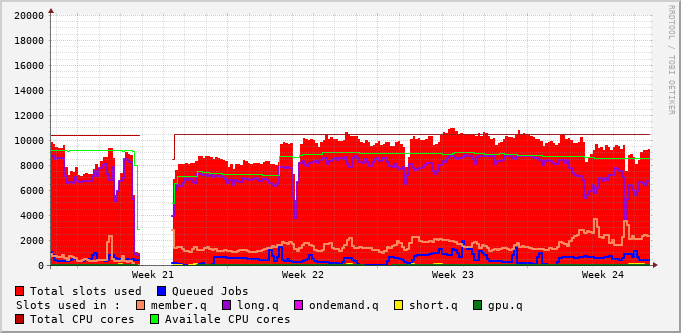 20000
18000
16000
14000
12000
10000
8000
6000
4000
2000
0
Week 21 Week 22 Week 23 Week 24
RRDTOOL / TOBI OETIKER
Total slots used Queued Jobs
Slots used in : member.q long.q ondemand.q short.q gpu.q
Total CPU cores Availale CPU cores